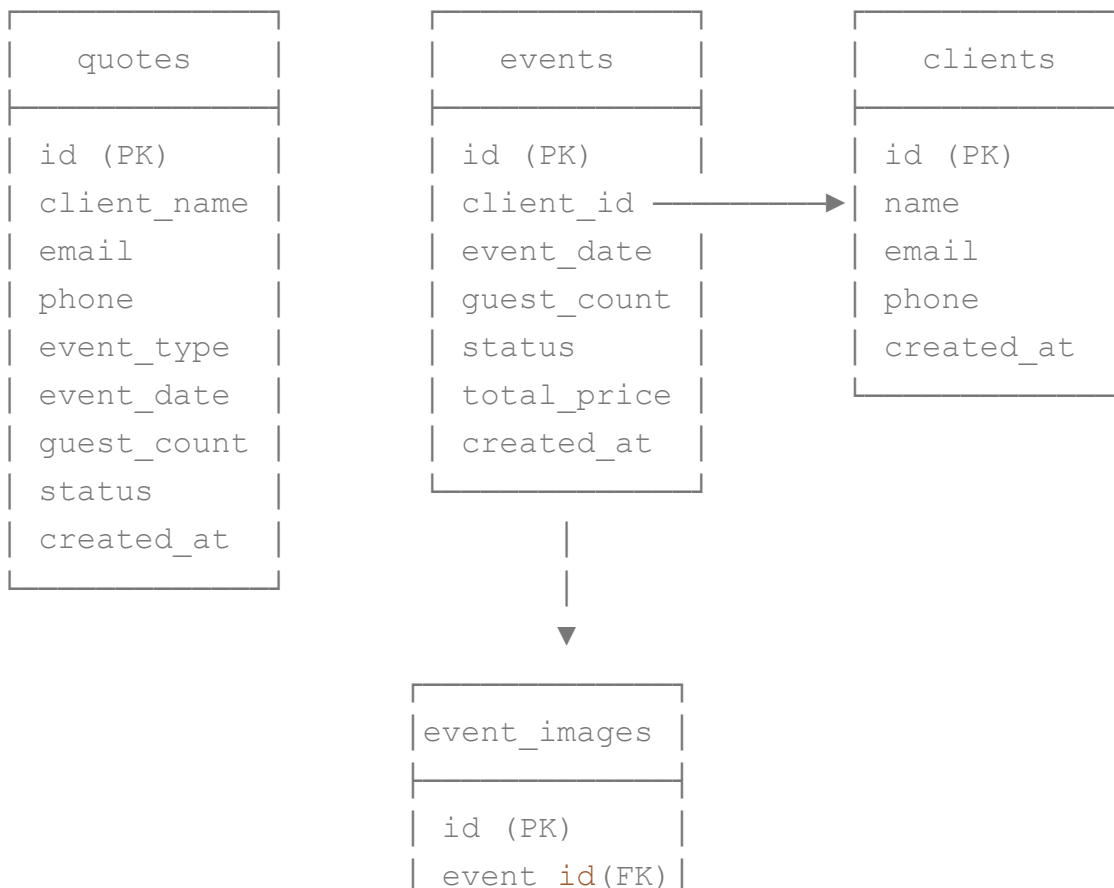 quotes events clients
id (PK) id (PK) id (PK)
client_name client_id name
email event_date email
phone guest_count phone
event_type status created_at
event_date total_price
guest_count created_at
status
created_at
event_images
id (PK)
event_id(FK)